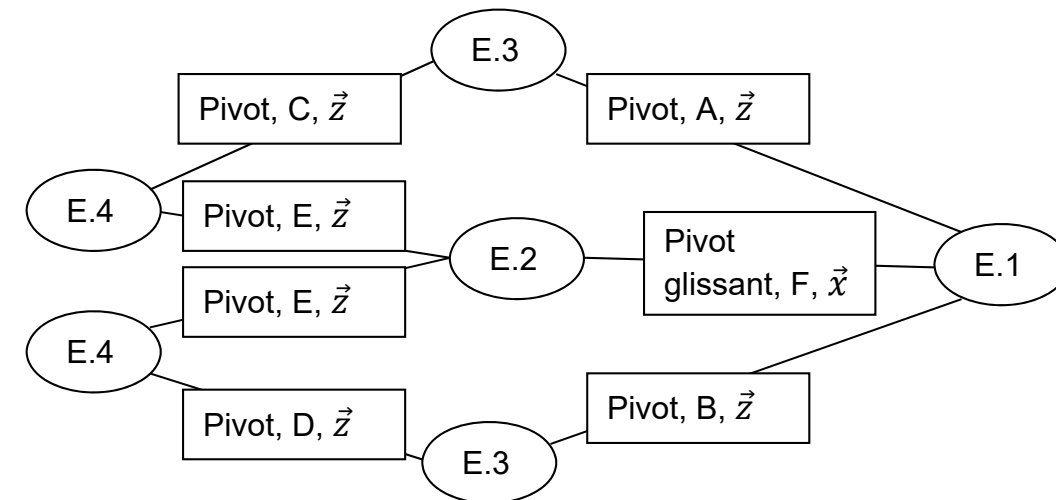 E.3
Pivot, C, z⃗
Pivot, A, z⃗
E.4
Pivot, E, z⃗
E.2
Pivot
glissant, F, x⃗
E.1
Pivot, E, z⃗
E.4
Pivot, D, z⃗
Pivot, B, z⃗
E.3